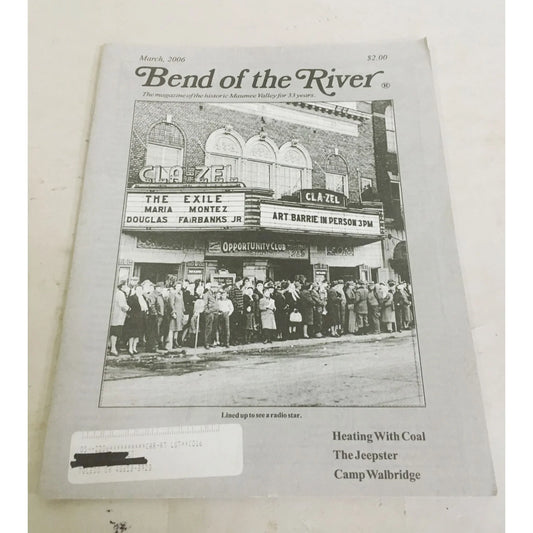 March, 2006
$2.00
Bend of the River®
The magazine of the historic Maumee Valley for 33 years.
CLA-ZEL
CLA-ZEL
THE EXILE
MARIA MONTEZ
DOUGLAS FAIRBANKS JR
ART BARRIE IN PERSON 3PM
OPPORTUNITY CLUB
Lined up to see a radio star.
Heating With Coal
The Jeepster
Camp Walbridge